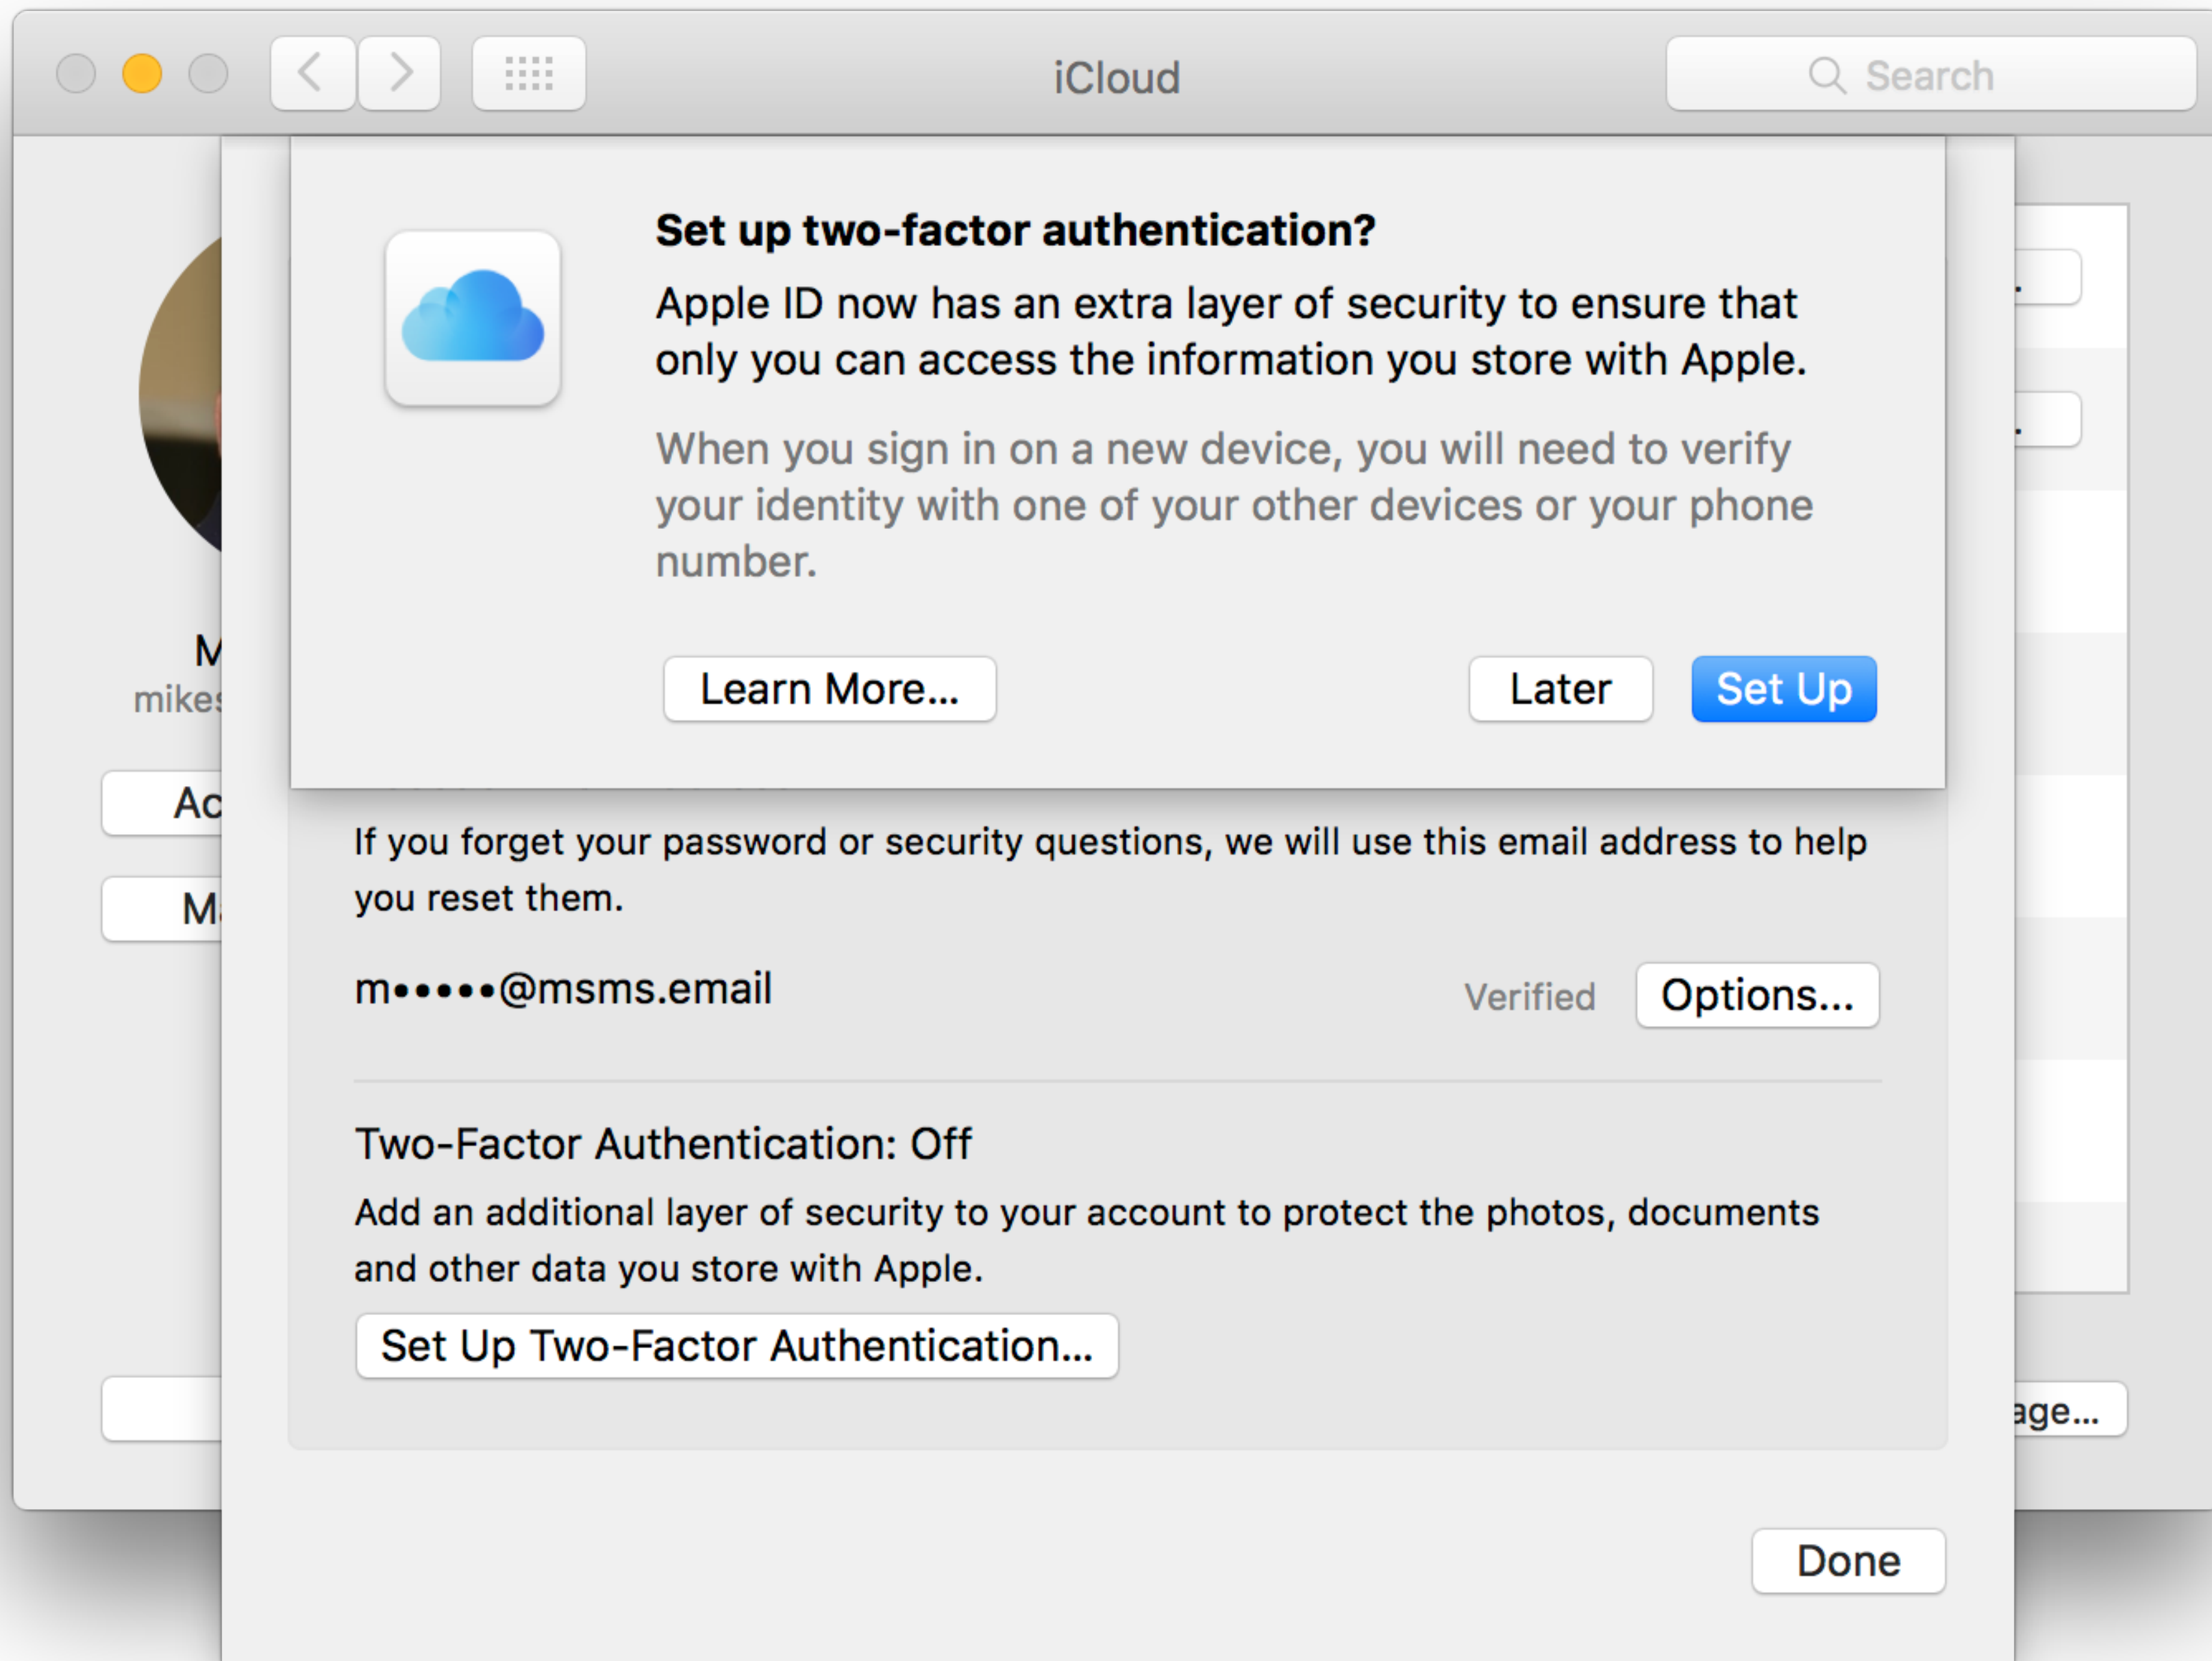 iCloud
Search
Set up two-factor authentication?
Apple ID now has an extra layer of security to ensure that
only you can access the information you store with Apple.
When you sign in on a new device, you will need to verify
your identity with one of your other devices or your phone
number.
Learn More...
Later
Set Up
If you forget your password or security questions, we will use this email address to help
you reset them.
m•••••@msms.email
Verified
Options...
Two-Factor Authentication: Off
Add an additional layer of security to your account to protect the photos, documents
and other data you store with Apple.
Set Up Two-Factor Authentication...
Done